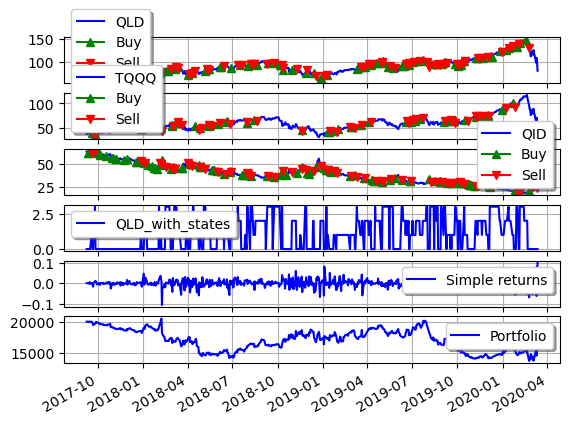 QLD
Buy
Sell
150
100
TQQQ
Buy
Sell
100
50
QID
Buy
Sell
50
25
QLD_with_states
2.5
0.0
Simple returns
0.1
0.0
−0.1
Portfolio
20000
15000
2017-10
2018-01
2018-04
2018-07
2018-10
2019-01
2019-04
2019-07
2019-10
2020-01
2020-04